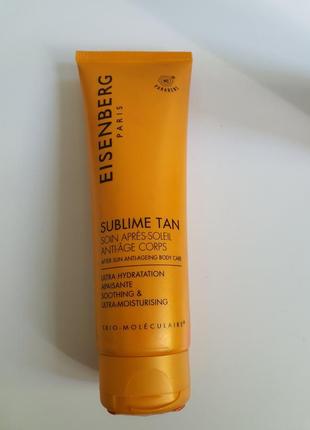 PARABENS
EISENBERG
PARIS
SUBLIME TAN
SOIN APRÈS-SOLEIL
ANTI-ÂGE CORPS
AFTER SUN ANTI-AGEING BODY CARE
ULTRA-HYDRATATION
APAISANTE
SOOTHING &
ULTRA-MOISTURISING
TRIO-MOLÉCULAIRE®